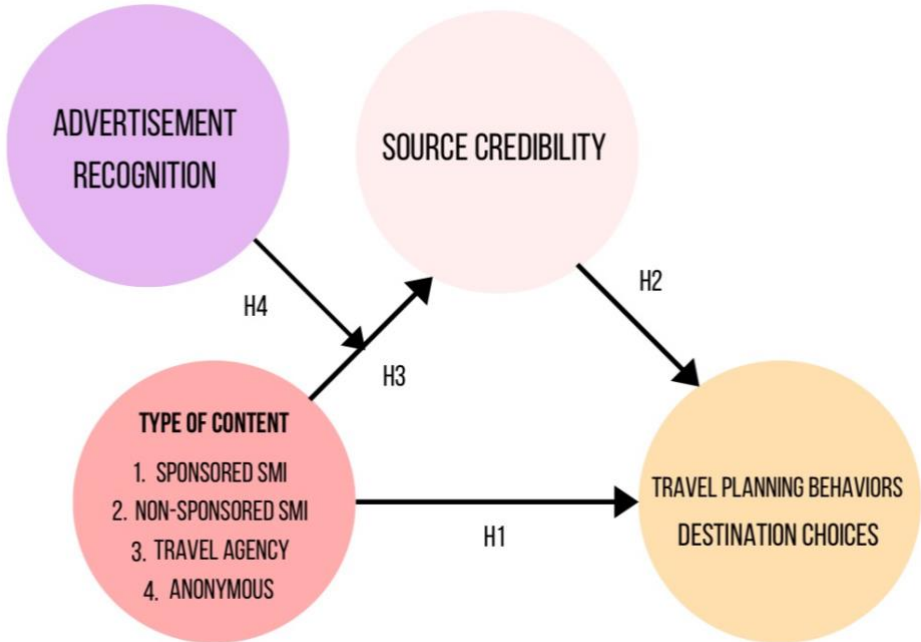 ADVERTISEMENT
RECOGNITION
SOURCE CREDIBILITY
H4
H2
H3
TYPE OF CONTENT
1. SPONSORED SMI
2. NON-SPONSORED SMI
3. TRAVEL AGENCY
4. ANONYMOUS
H1
TRAVEL PLANNING BEHAVIORS
DESTINATION CHOICES